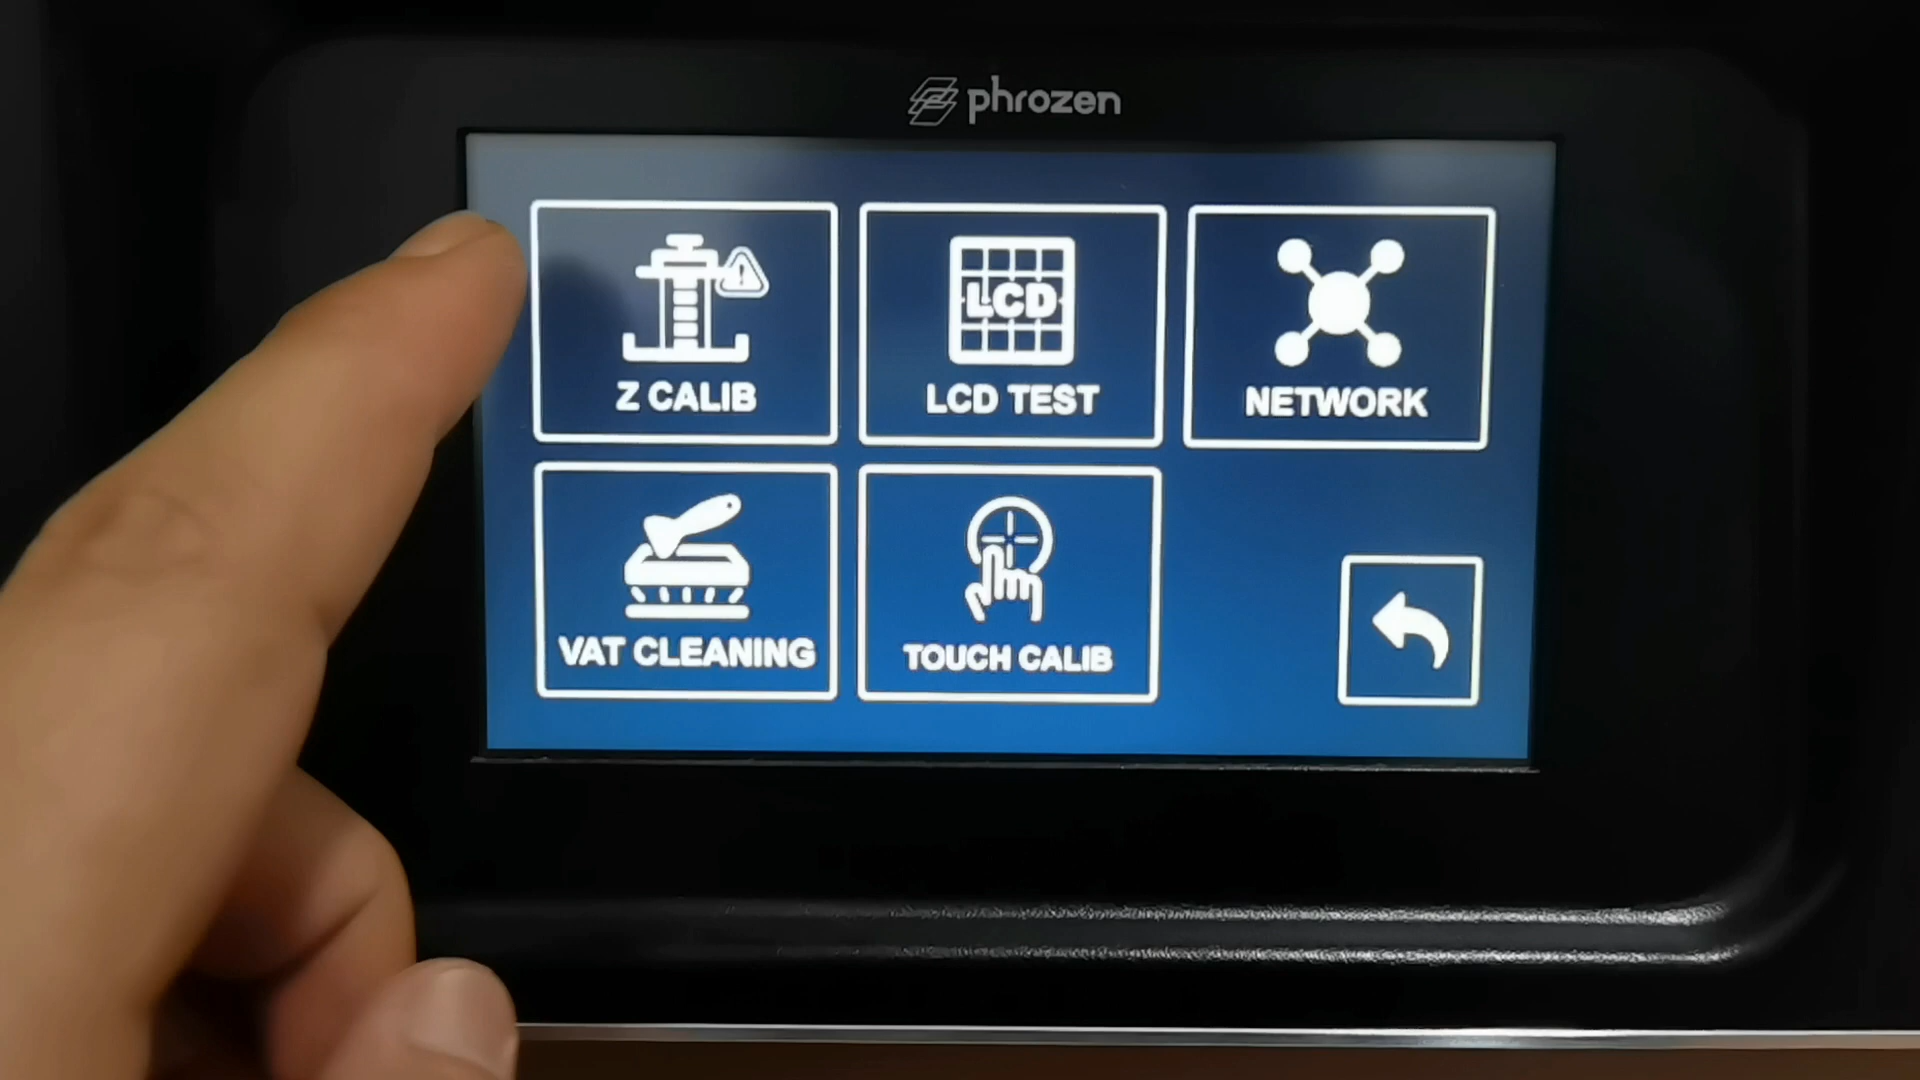 phrozen
Z CALIB
LCD
LCD TEST
NETWORK
VAT CLEANING
TOUCH CALIB